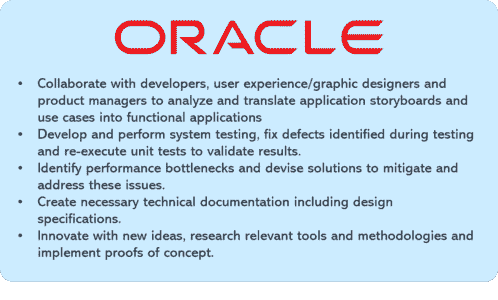 ORACLE
• Collaborate with developers, user experience/graphic designers and
product managers to analyze and translate application storyboards and
use cases into functional applications
• Develop and perform system testing, fix defects identified during testing
and re-execute unit tests to validate results.
• Identify performance bottlenecks and devise solutions to mitigate and
address these issues.
• Create necessary technical documentation including design
specifications.
• Innovate with new ideas, research relevant tools and methodologies and
implement proofs of concept.